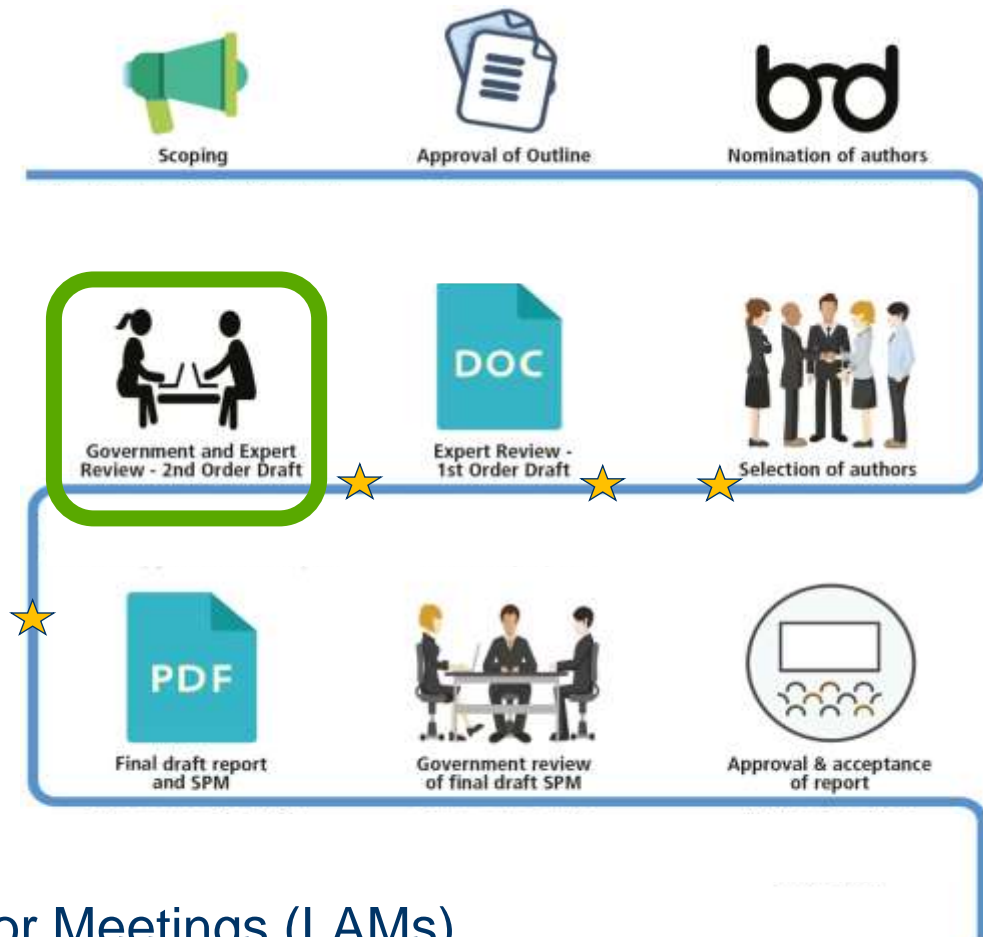 Scoping
Approval of Outline
Nomination of authors
Government and Expert
Review - 2nd Order Draft
DOC
Expert Review -
1st Order Draft
Selection of authors
PDF
Final draft report
and SPM
Government review
of final draft SPM
Approval & acceptance
of report
or Meetings (LAMs)